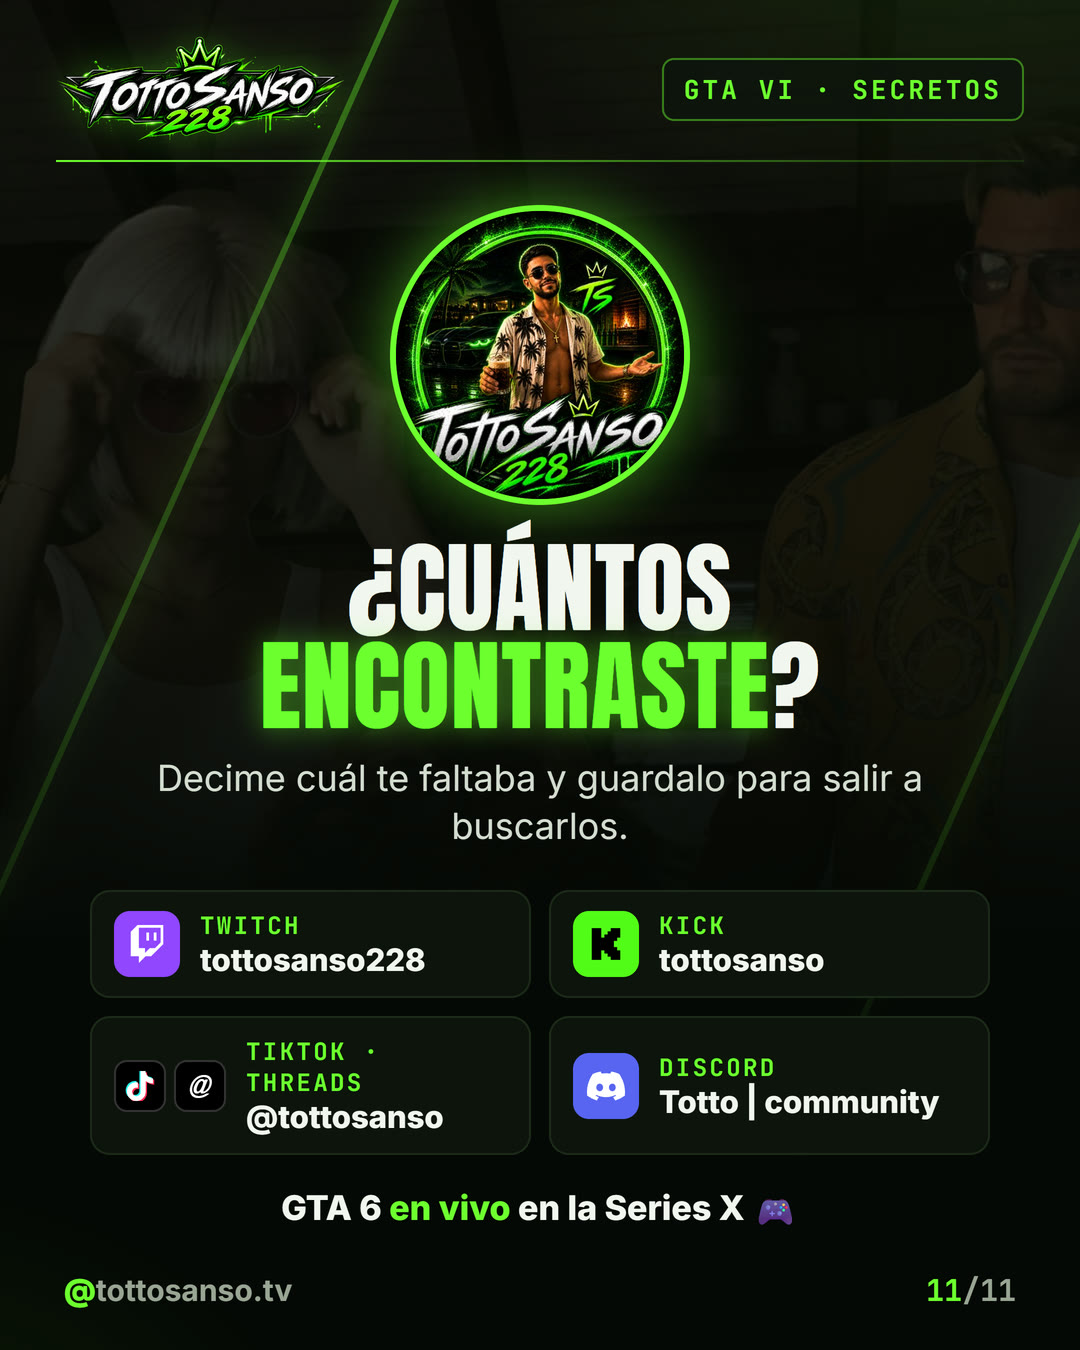 TOTTOSANSO
228
GTA VI · SECRETOS
TS
TOTTOSANSO
228
¿CUÁNTOS
ENCONTRASTE?
Decime cuál te faltaba y guardalo para salir a
buscarlos.
TWITCH
tottosanso228
KICK
tottosanso
TIKTOK ·
THREADS
@tottosanso
DISCORD
Totto | community
GTA 6 en vivo en la Series X 🎮
@tottosanso.tv
11/11